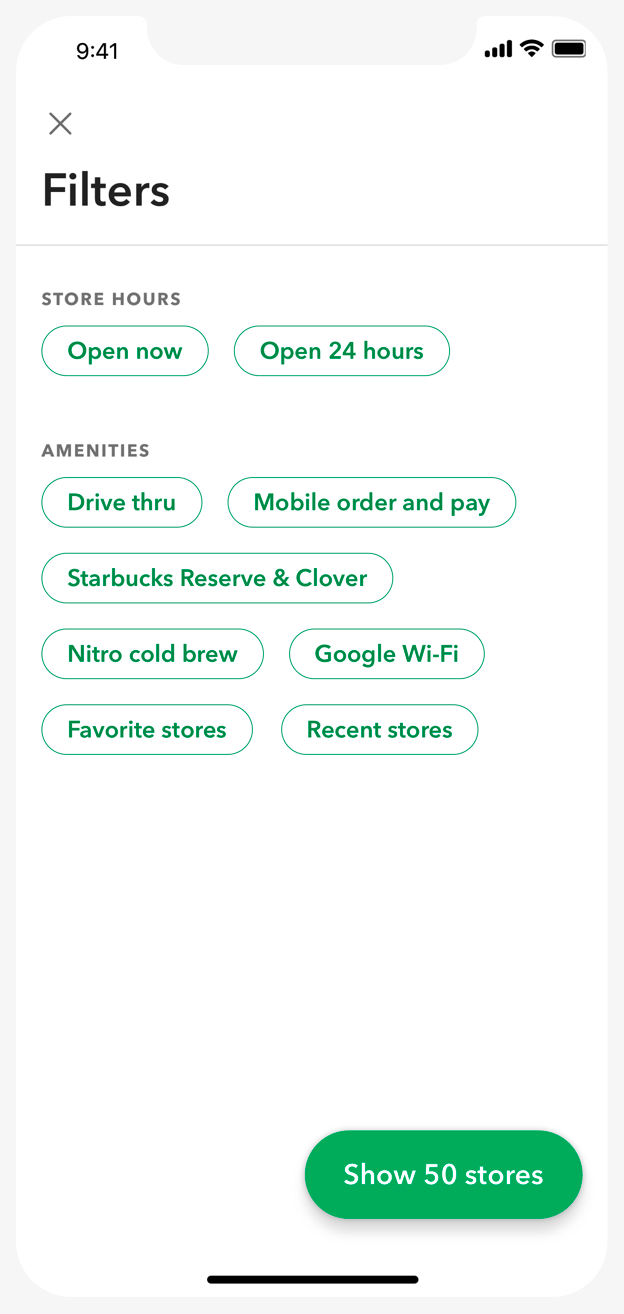 9:41
Filters
STORE HOURS
Open now Open 24 hours
AMENITIES
Drive thru Mobile order and pay
Starbucks Reserve & Clover
Nitro cold brew Google Wi-Fi
Favorite stores Recent stores
Show 50 stores